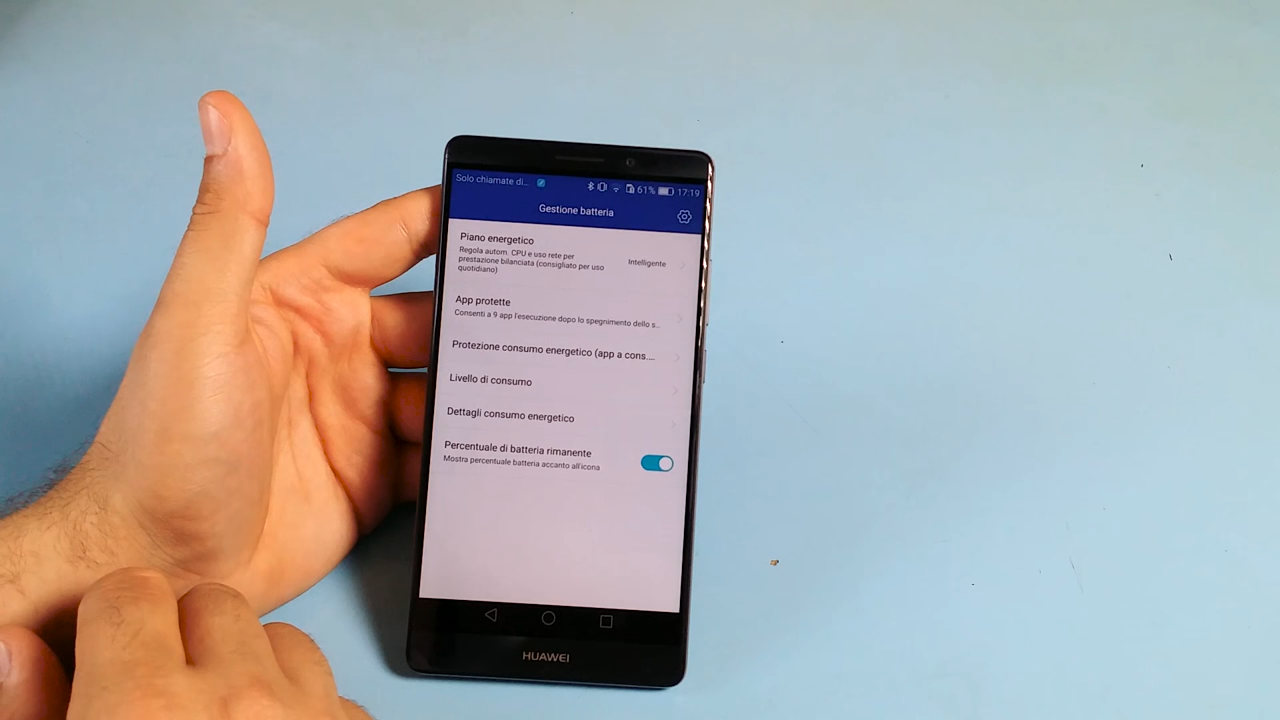 Solo chiamate di...
61% 17:19
Gestione batteria
Piano energetico
Regola autom. CPU e uso rete per
prestazione bilanciata (consigliato per uso
quotidiano)
Intelligente
App protette
Consenti a 9 app l'esecuzione dopo lo spegnimento dello s...
Protezione consumo energetico (app a cons....
Livello di consumo
Dettagli consumo energetico
Percentuale di batteria rimanente
Mostra percentuale batteria accanto all'icona
HUAWEI